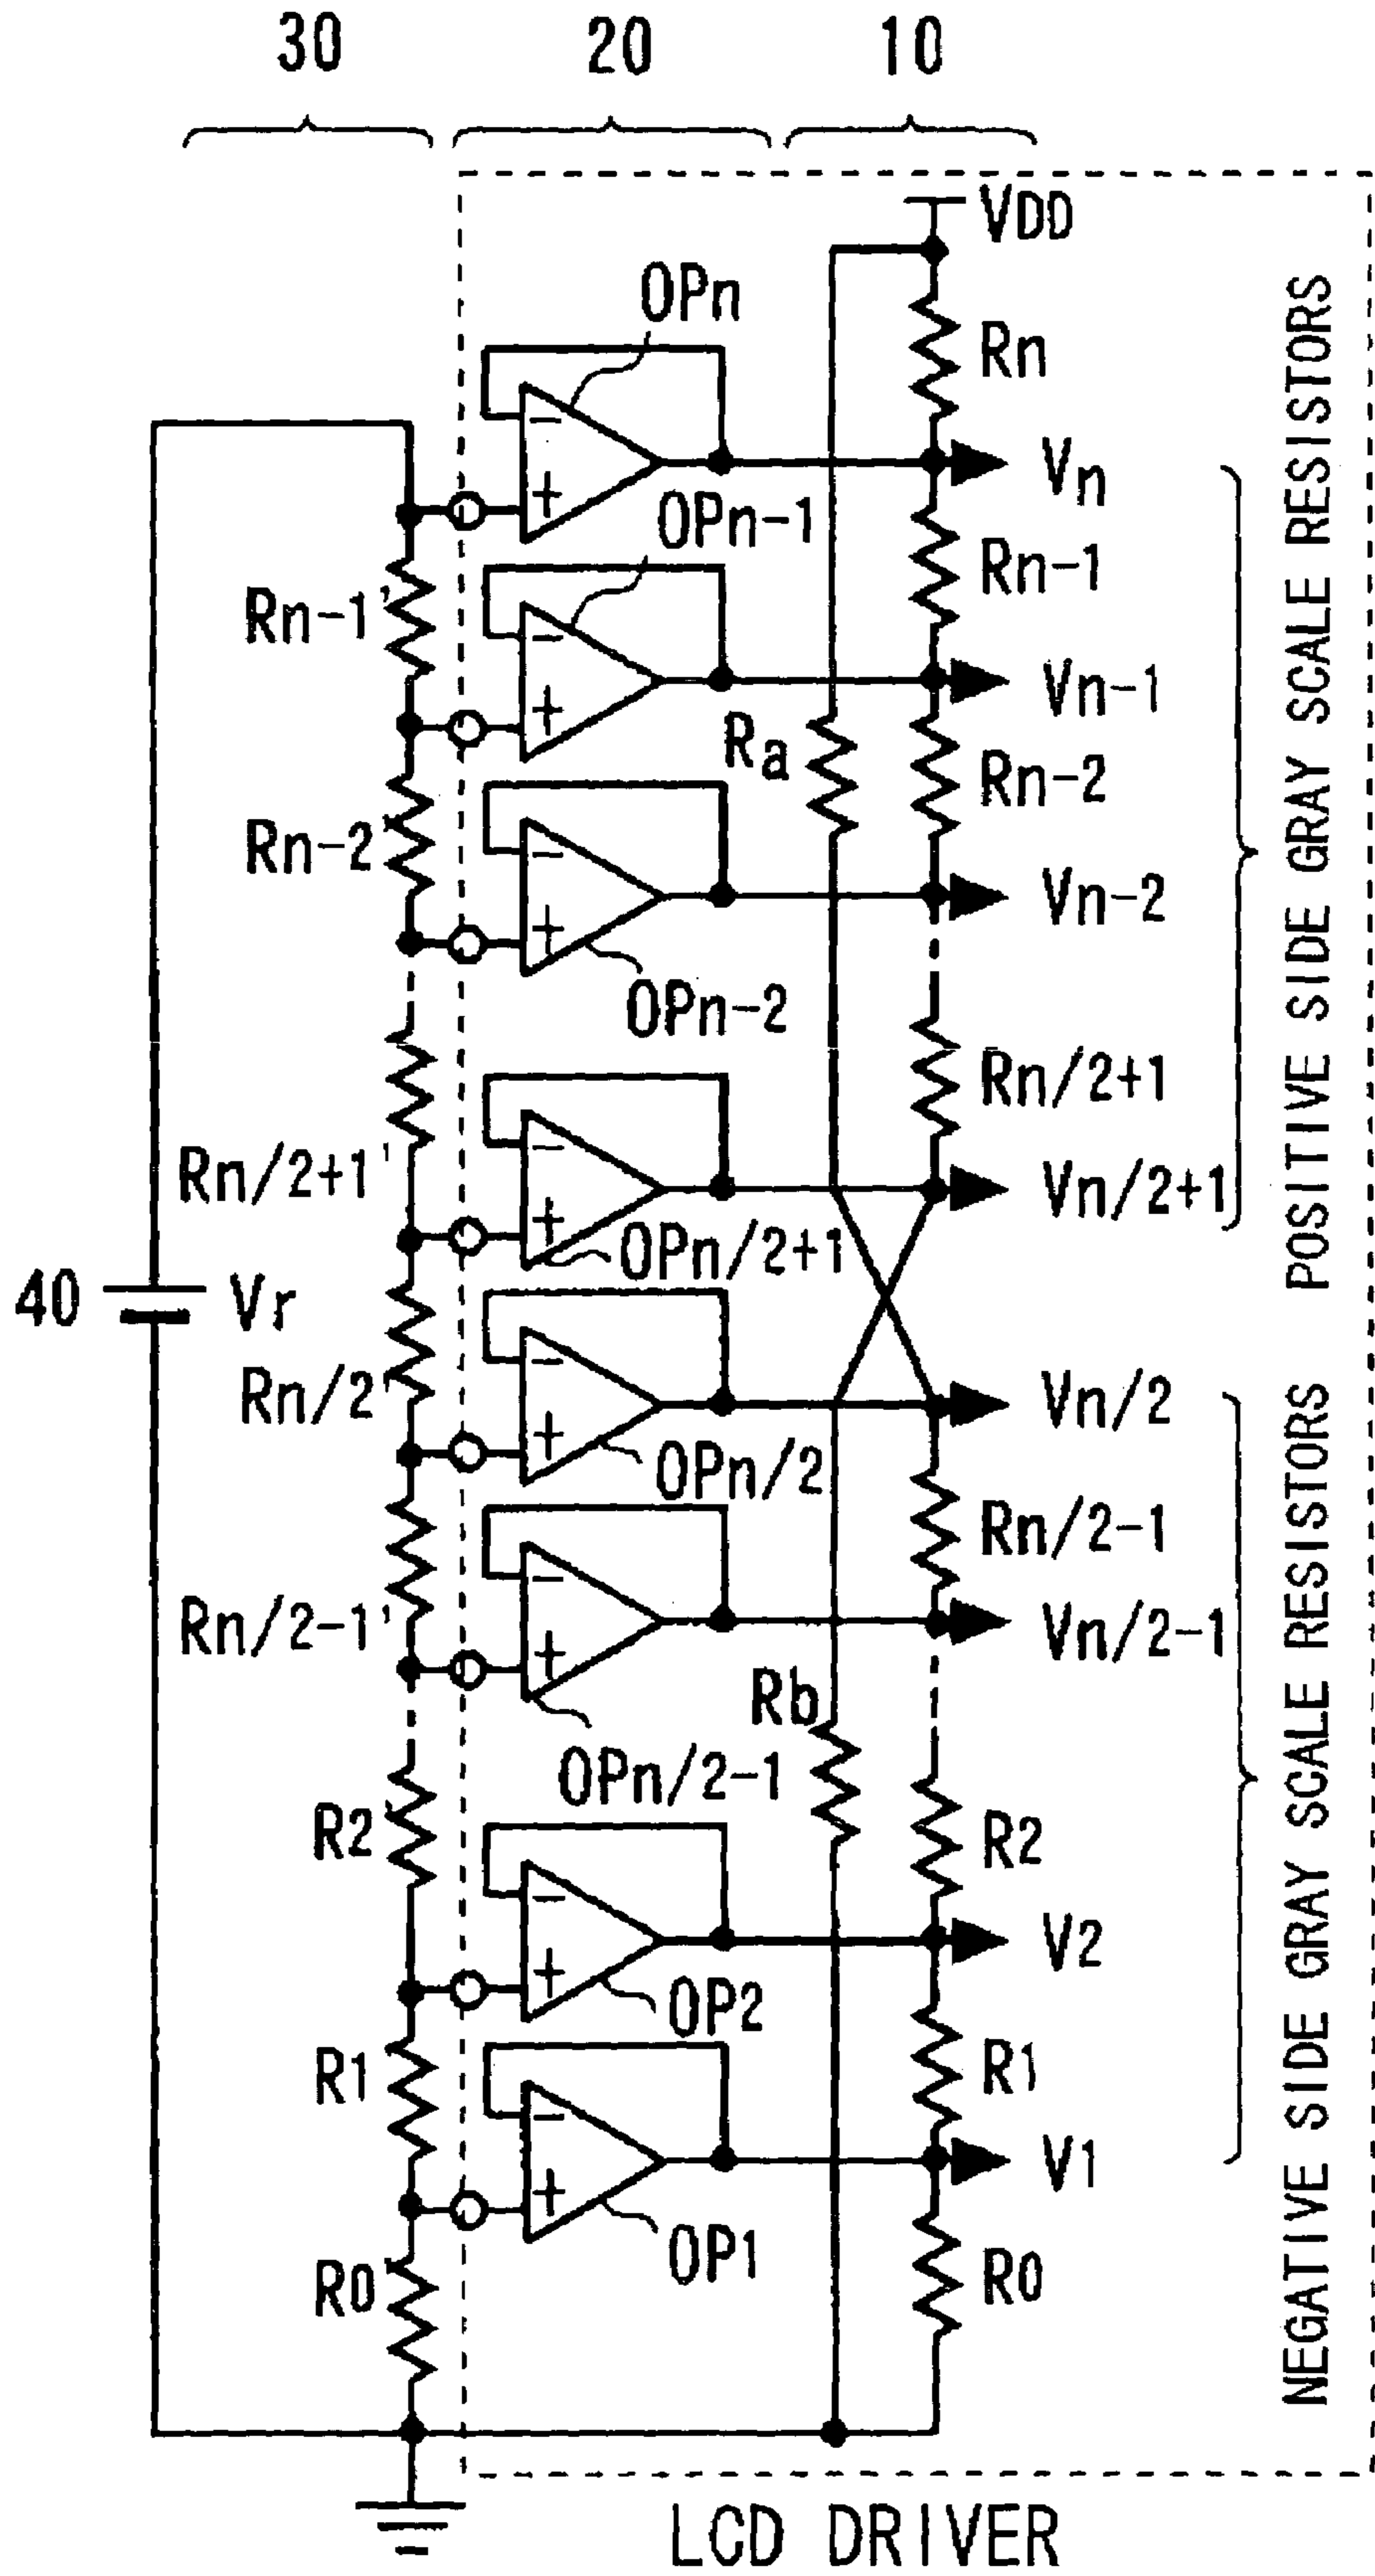 30 20 10
VDD
OPn
Rn
Vn
OPn-1
Rn-1'
Rn-1
Vn-1
Ra
Rn-2
Rn-2'
Vn-2
OPn-2
Rn/2+1
Rn/2+1'
Vn/2+1
OPn/2+1
40 Vr
Rn/2'
Vn/2
OPn/2
Rn/2-1
Rn/2-1'
Vn/2-1
Rb
OPn/2-1
R2'
R2
V2
OP2
R1'
R1
V1
OP1
R0'
R0
POSITIVE SIDE GRAY SCALE RESISTORS
NEGATIVE SIDE GRAY SCALE RESISTORS
LCD DRIVER